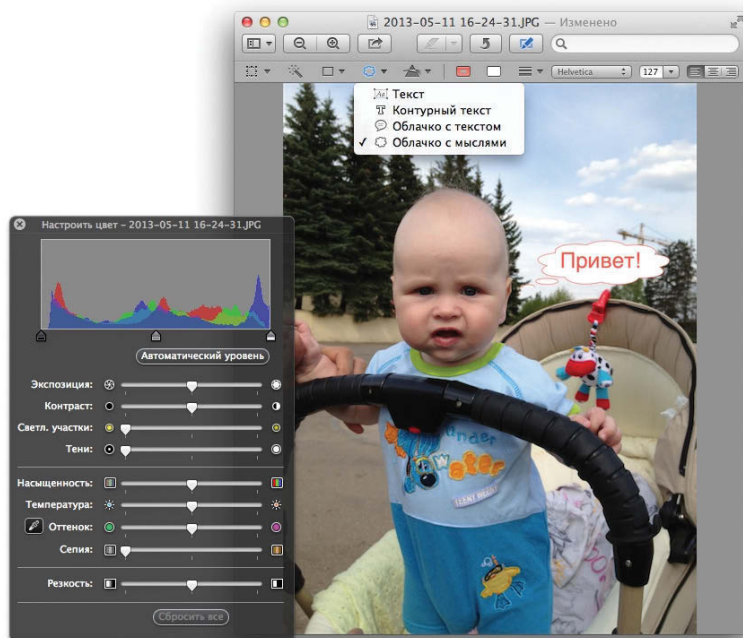 2013-05-11 16-24-31.JPG — Изменено
Helvetica
127
Текст
Контурный текст
Облачко с текстом
✓ Облачко с мыслями
Настроить цвет – 2013-05-11 16-24-31.JPG
Привет!
Автоматический уровень
Экспозиция:
Контраст:
Светл. участки:
Тени:
Насыщенность:
Температура:
Оттенок:
Сепия:
Резкость:
Сбросить все
under
Water